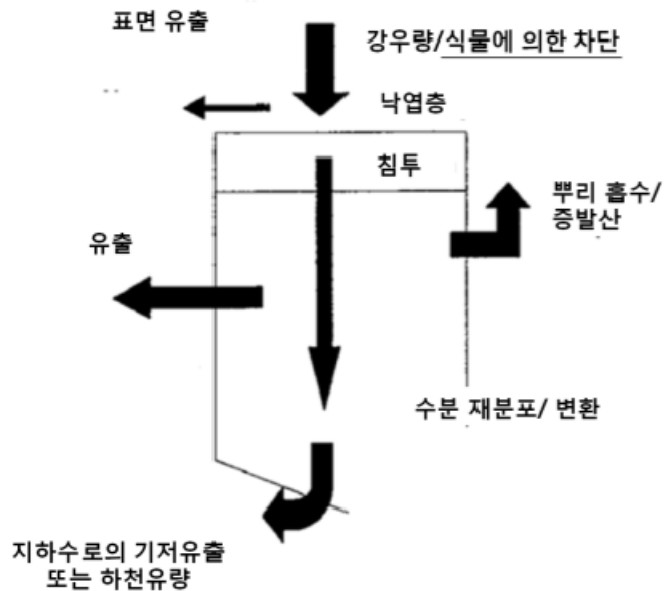 표면 유출
강우량/식물에 의한 차단
낙엽층
침투
뿌리 흡수/
증발산
유출
수분 재분포/ 변환
지하수로의 기저유출
또는 하천유량